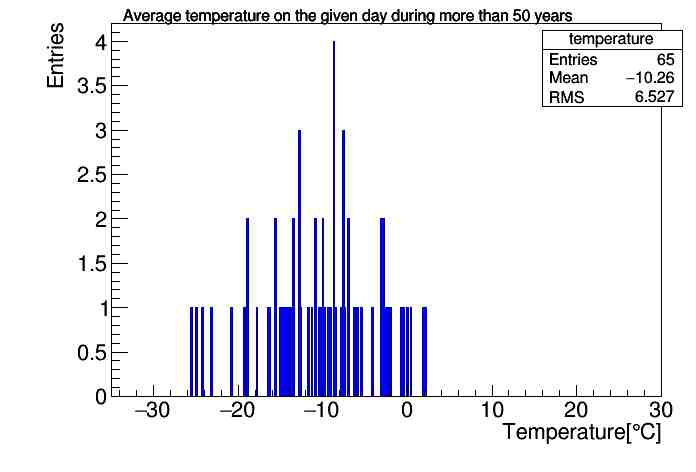 Average temperature on the given day during more than 50 years
temperature
Entries 65
Mean −10.26
RMS 6.527
Entries
4
3.5
3
2.5
2
1.5
1
0.5
0
−30 −20 −10 0 10 20 30
Temperature[°C]